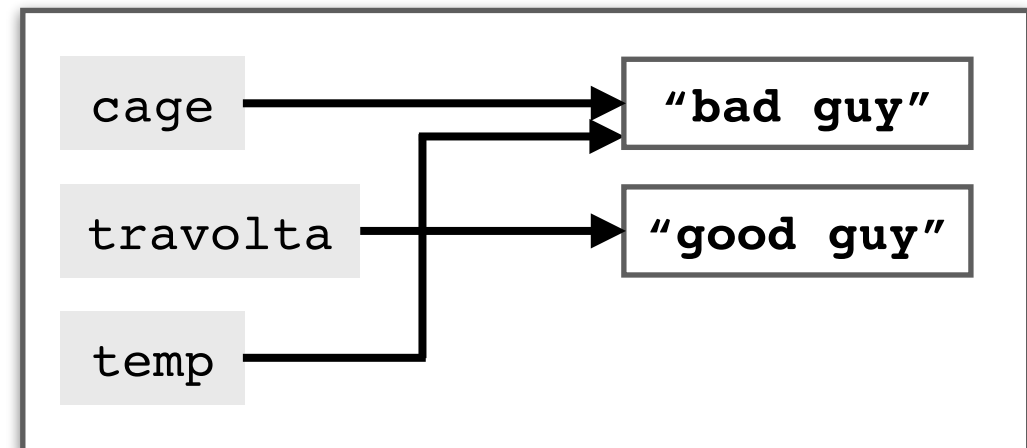 cage
“bad guy”
travolta
“good guy”
temp